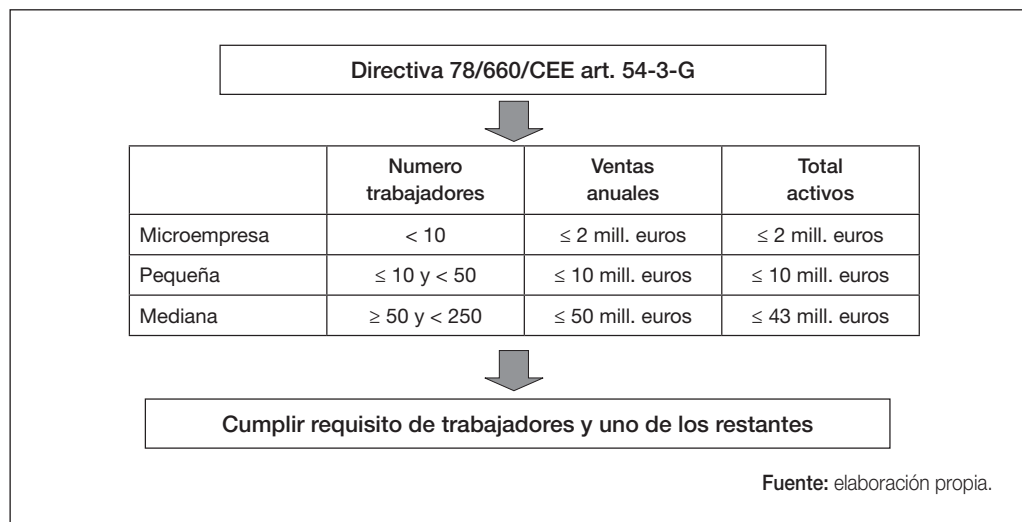 Directiva 78/660/CEE art. 54-3-G
Numero trabajadores Ventas anuales Total activos
Microempresa < 10 ≤ 2 mill. euros ≤ 2 mill. euros
Pequeña ≤ 10 y < 50 ≤ 10 mill. euros ≤ 10 mill. euros
Mediana ≥ 50 y < 250 ≤ 50 mill. euros ≤ 43 mill. euros
Cumplir requisito de trabajadores y uno de los restantes
Fuente: elaboración propia.